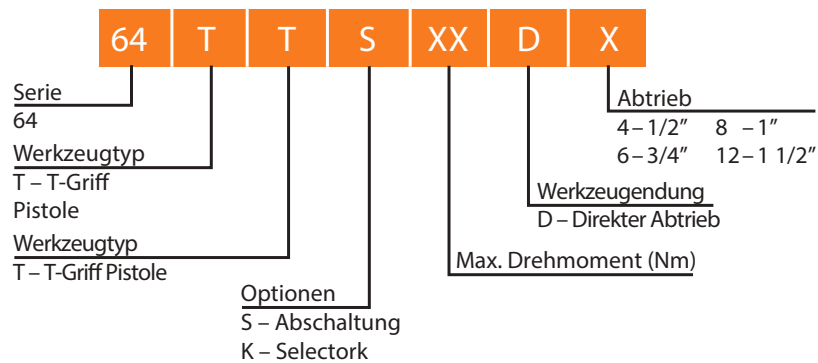 64 T T S XX D X
Serie
64
Werkzeugtyp
T – T-Griff
Pistole
Werkzeugtyp
T – T-Griff Pistole
Optionen
S – Abschaltung
K – Selectork
Max. Drehmoment (Nm)
Werkzeugendung
D – Direkter Abtrieb
Abtrieb
4 – 1/2″ 8 – 1″
6 – 3/4″ 12 – 1 1/2″